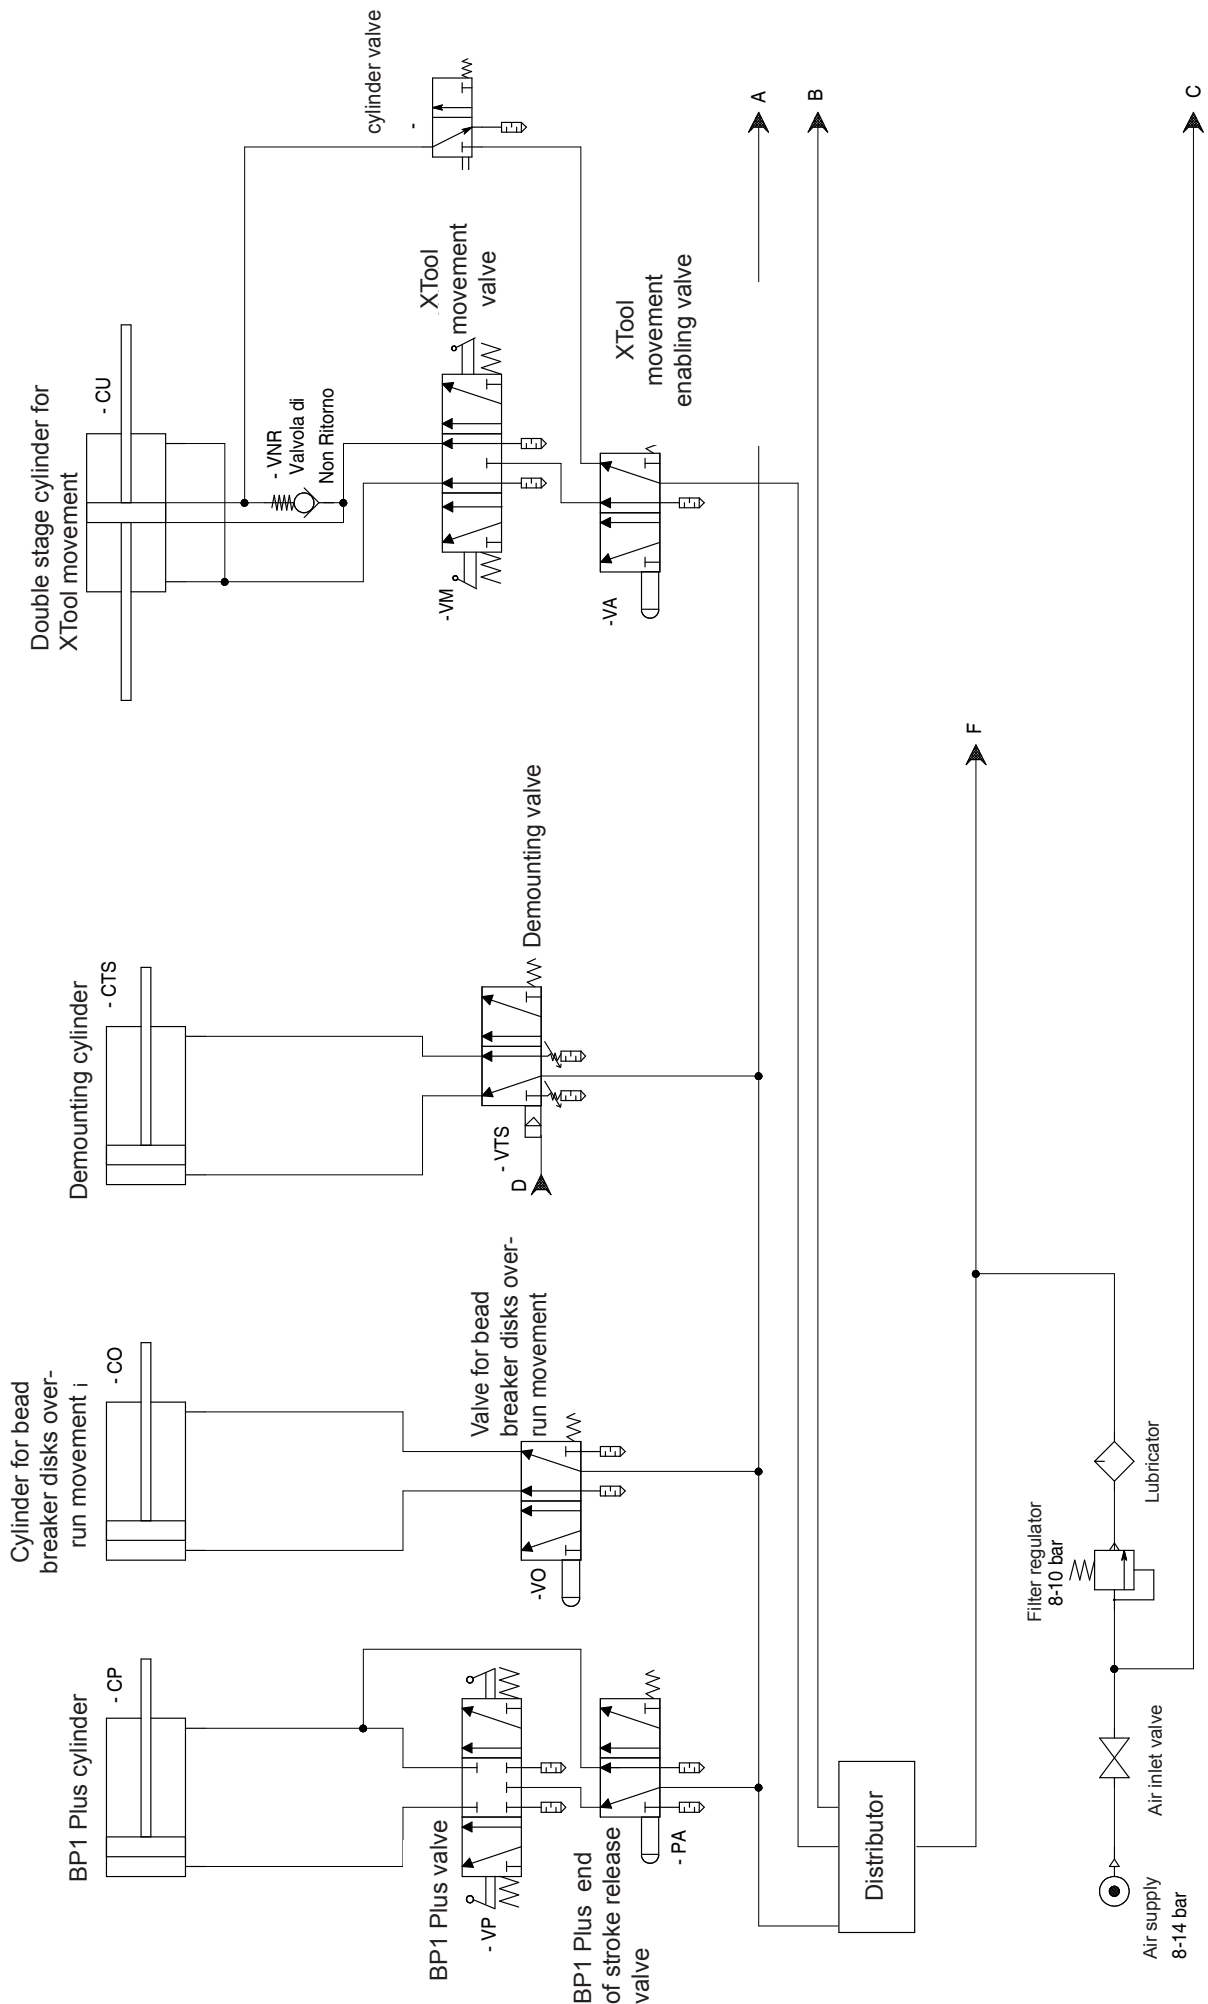 BP1 Plus cylinder
- CP
BP1 Plus valve
- VP
BP1 Plus end
of stroke release
valve
- PA
Cylinder for bead
breaker disks over-
run movement i
- CO
Valve for bead
breaker disks over-
run movement
-VO
Demounting cylinder
- CTS
Demounting valve
- VTS
D
Double stage cylinder for
XTool movement
- CU
- VNR
Valvola di
Non Ritorno
XTool
movement
valve
-VM
XTool
movement
enabling valve
-VA
cylinder valve
-
A
B
C
F
Distributor
Air supply
8-14 bar
Air inlet valve
Filter regulator
8-10 bar
Lubricator